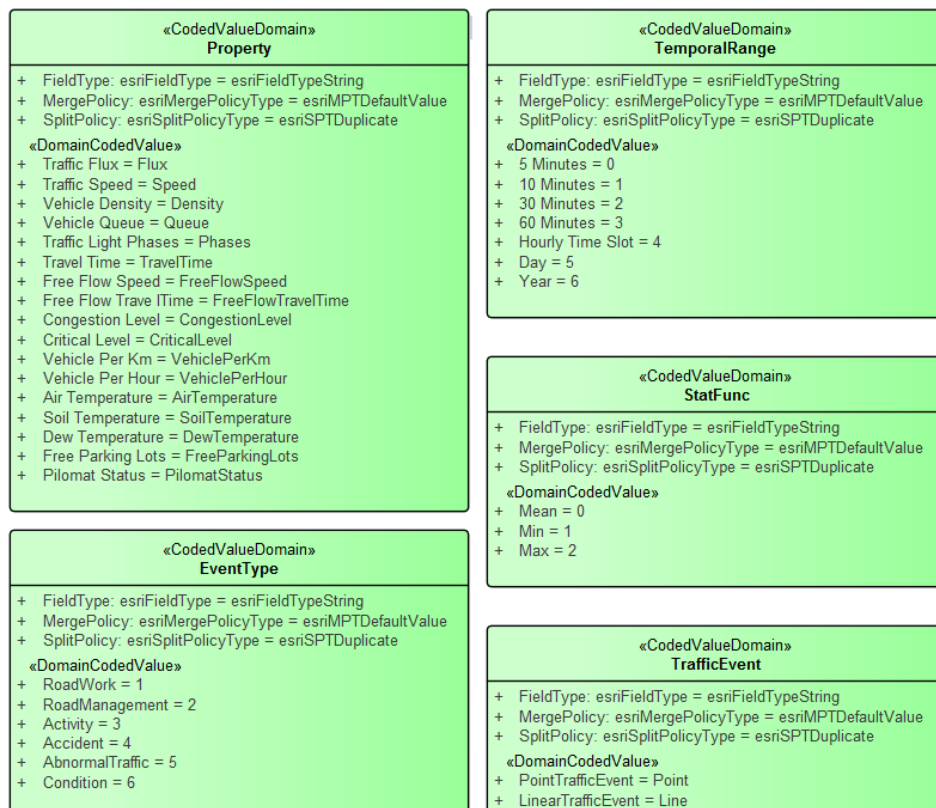 «CodedValueDomain»
Property
+ FieldType: esriFieldType = esriFieldTypeString
+ MergePolicy: esriMergePolicyType = esriMPTDefaultValue
+ SplitPolicy: esriSplitPolicyType = esriSPTDuplicate
«DomainCodedValue»
+ Traffic Flux = Flux
+ Traffic Speed = Speed
+ Vehicle Density = Density
+ Vehicle Queue = Queue
+ Traffic Light Phases = Phases
+ Travel Time = TravelTime
+ Free Flow Speed = FreeFlowSpeed
+ Free Flow Trave lTime = FreeFlowTravelTime
+ Congestion Level = CongestionLevel
+ Critical Level = CriticalLevel
+ Vehicle Per Km = VehiclePerKm
+ Vehicle Per Hour = VehiclePerHour
+ Air Temperature = AirTemperature
+ Soil Temperature = SoilTemperature
+ Dew Temperature = DewTemperature
+ Free Parking Lots = FreeParkingLots
+ Pilomat Status = PilomatStatus
«CodedValueDomain»
EventType
+ FieldType: esriFieldType = esriFieldTypeString
+ MergePolicy: esriMergePolicyType = esriMPTDefaultValue
+ SplitPolicy: esriSplitPolicyType = esriSPTDuplicate
«DomainCodedValue»
+ RoadWork = 1
+ RoadManagement = 2
+ Activity = 3
+ Accident = 4
+ AbnormalTraffic = 5
+ Condition = 6
«CodedValueDomain»
TemporalRange
+ FieldType: esriFieldType = esriFieldTypeString
+ MergePolicy: esriMergePolicyType = esriMPTDefaultValue
+ SplitPolicy: esriSplitPolicyType = esriSPTDuplicate
«DomainCodedValue»
+ 5 Minutes = 0
+ 10 Minutes = 1
+ 30 Minutes = 2
+ 60 Minutes = 3
+ Hourly Time Slot = 4
+ Day = 5
+ Year = 6
«CodedValueDomain»
StatFunc
+ FieldType: esriFieldType = esriFieldTypeString
+ MergePolicy: esriMergePolicyType = esriMPTDefaultValue
+ SplitPolicy: esriSplitPolicyType = esriSPTDuplicate
«DomainCodedValue»
+ Mean = 0
+ Min = 1
+ Max = 2
«CodedValueDomain»
TrafficEvent
+ FieldType: esriFieldType = esriFieldTypeString
+ MergePolicy: esriMergePolicyType = esriMPTDefaultValue
+ SplitPolicy: esriSplitPolicyType = esriSPTDuplicate
«DomainCodedValue»
+ PointTrafficEvent = Point
+ LinearTrafficEvent = Line